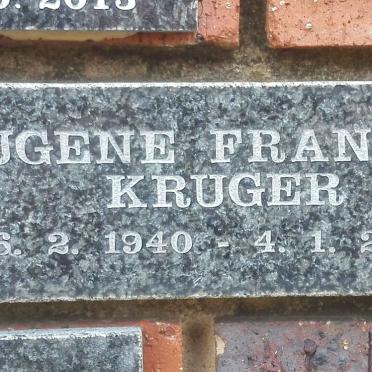 . 2013
UGENE FRAN
KRUGER
6. 2. 1940 - 4. 1. 2